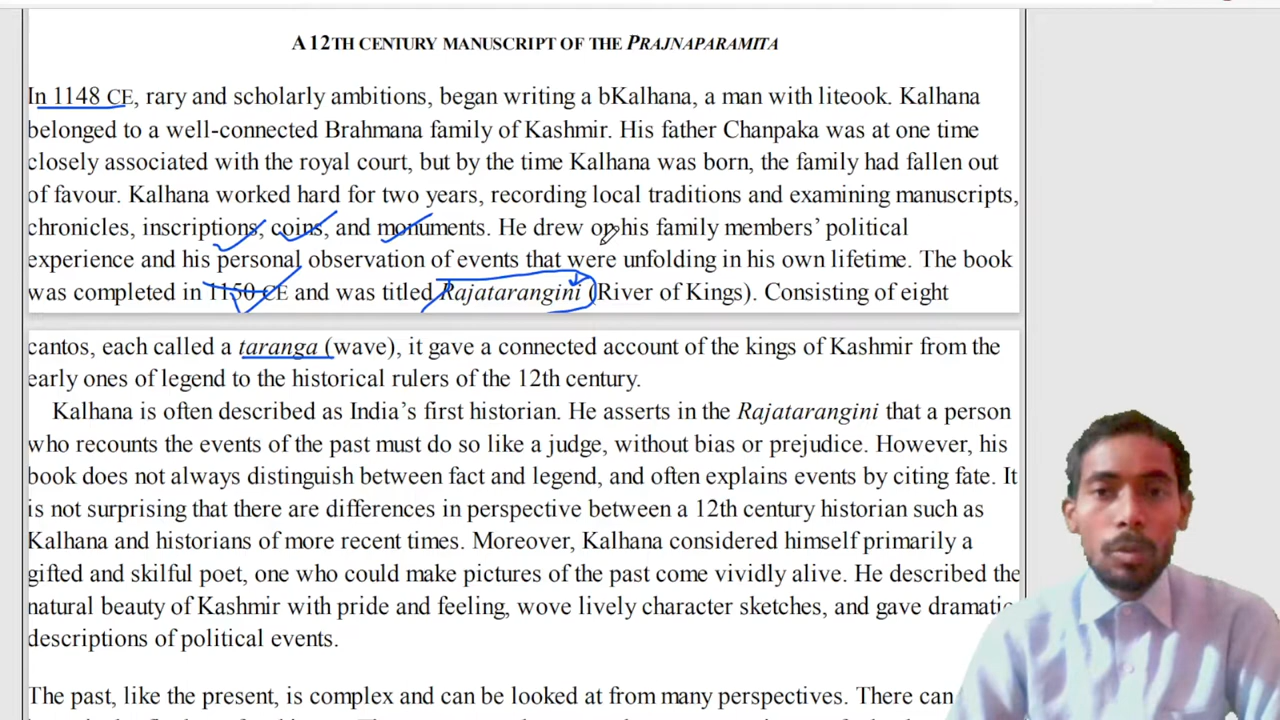 A 12TH CENTURY MANUSCRIPT OF THE PRAJNAPARAMITA
In 1148 CE, rary and scholarly ambitions, began writing a bKalhana, a man with liteook. Kalhana
belonged to a well-connected Brahmana family of Kashmir. His father Chanpaka was at one time
closely associated with the royal court, but by the time Kalhana was born, the family had fallen out
of favour. Kalhana worked hard for two years, recording local traditions and examining manuscripts,
chronicles, inscriptions, coins, and monuments. He drew on his family members’ political
experience and his personal observation of events that were unfolding in his own lifetime. The book
was completed in 1150 CE and was titled Rajatarangini (River of Kings). Consisting of eight
cantos, each called a taranga (wave), it gave a connected account of the kings of Kashmir from the
early ones of legend to the historical rulers of the 12th century.
Kalhana is often described as India’s first historian. He asserts in the Rajatarangini that a person
who recounts the events of the past must do so like a judge, without bias or prejudice. However, his
book does not always distinguish between fact and legend, and often explains events by citing fate. It
is not surprising that there are differences in perspective between a 12th century historian such as
Kalhana and historians of more recent times. Moreover, Kalhana considered himself primarily a
gifted and skilful poet, one who could make pictures of the past come vividly alive. He described the
natural beauty of Kashmir with pride and feeling, wove lively character sketches, and gave dramatic
descriptions of political events.
The past, like the present, is complex and can be looked at from many perspectives. There can